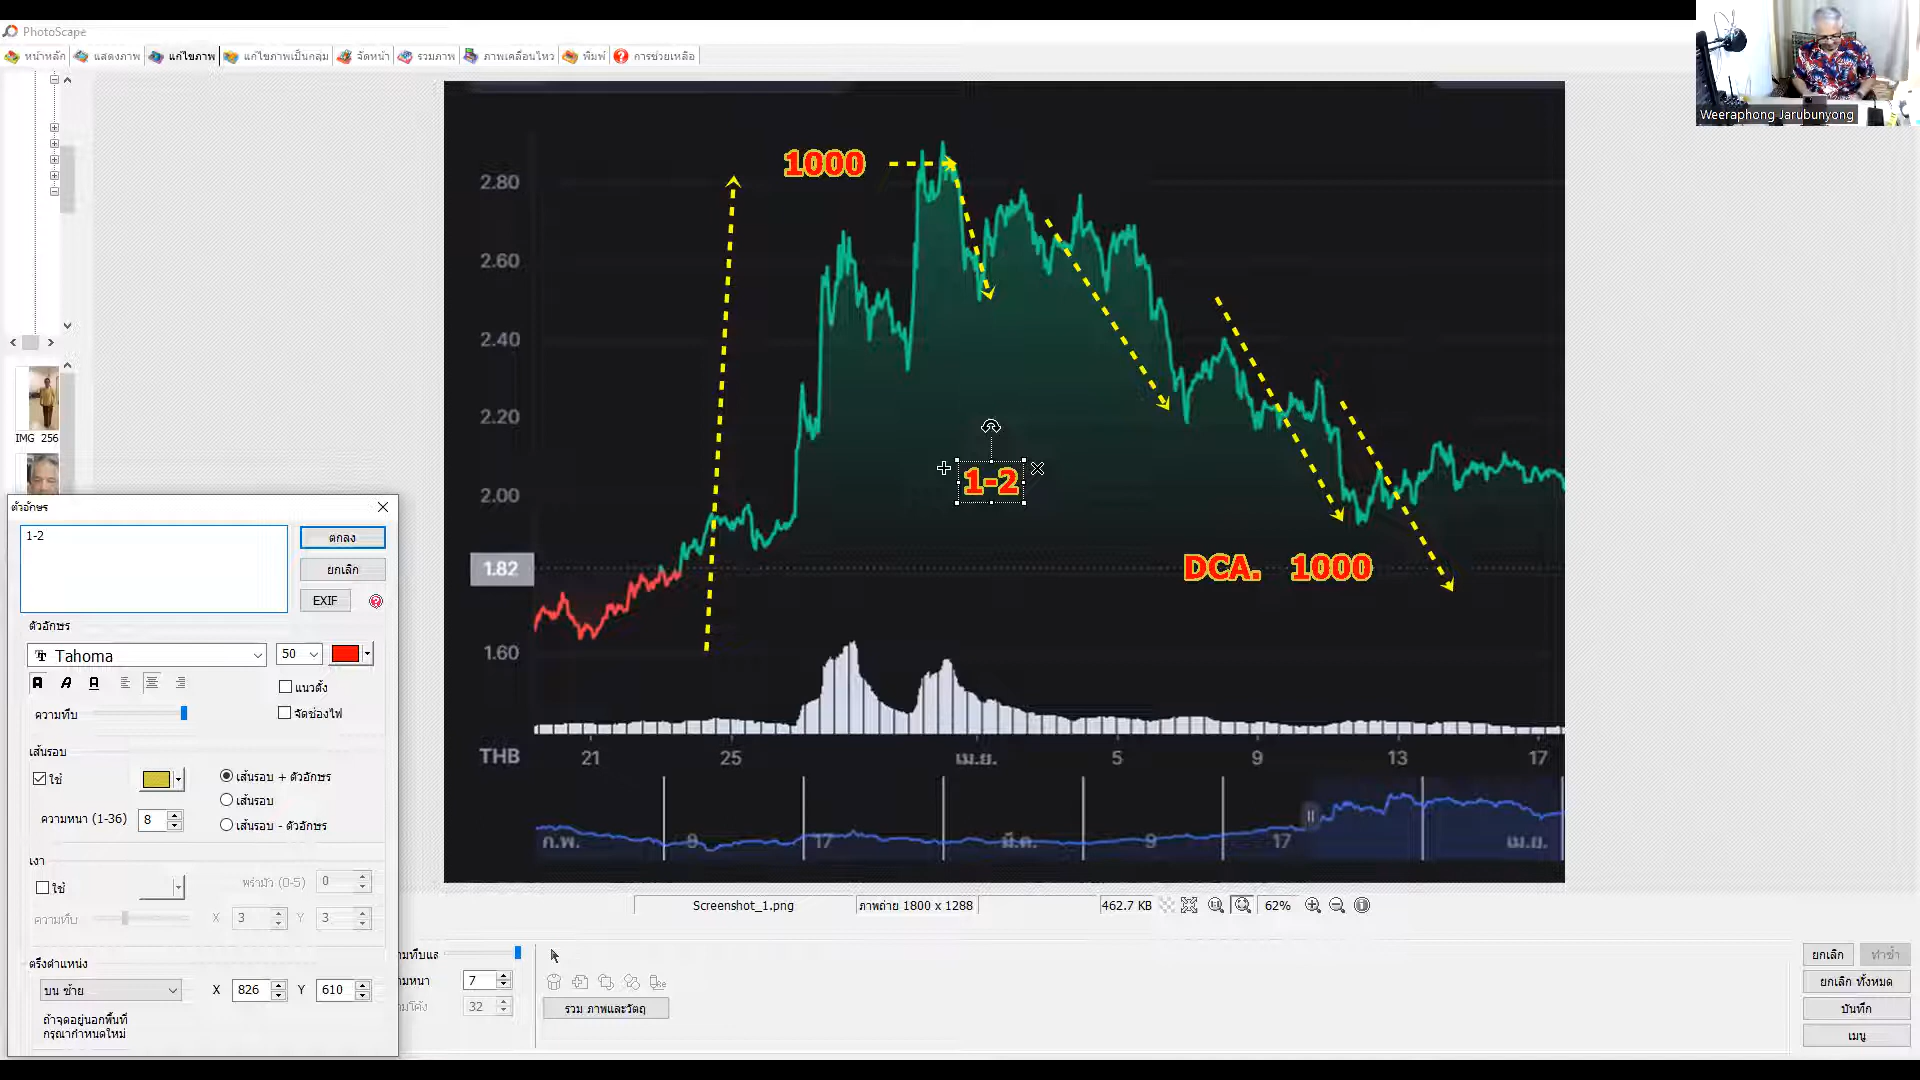 PhotoScape
หน้าหลัก แสดงภาพ แก้ไขภาพ แก้ไขภาพเป็นกลุ่ม จัดหน้า รวมภาพ ภาพเคลื่อนไหว พิมพ์ การช่วยเหลือ
Weeraphong Jarubunyong
1000
2.80
2.60
2.40
2.20
2.00
1.82
1.60
1-2
DCA. 1000
THB 21 25 เม.ย. 5 9 13 17
ก.พ. 9 17 มี.ค. 9 17 เม.ย.
IMG 256
ตัวอักษร
1-2
ตกลง
ยกเลิก
EXIF
ตัวอักษร
Tahoma 50
แนวตั้ง
ความทึบ
จัดช่องไฟ
เส้นรอบ
ใช้
เส้นรอบ + ตัวอักษร
เส้นรอบ
ความหนา (1-36) 8
เส้นรอบ - ตัวอักษร
เงา
ใช้
พร่ามัว (0-5) 0
ความทึบ X 3 Y 3
ตรึงตำแหน่ง
บน ซ้าย X 826 Y 610
ถ้าจุดอยู่นอกพื้นที่
กรุณากำหนดใหม่
Screenshot_1.png ภาพถ่าย 1800 x 1288 462.7 KB 62%
7
32
รวม ภาพและวัตถุ
ยกเลิก ทำซ้ำ
ยกเลิก ทั้งหมด
บันทึก
เมนู